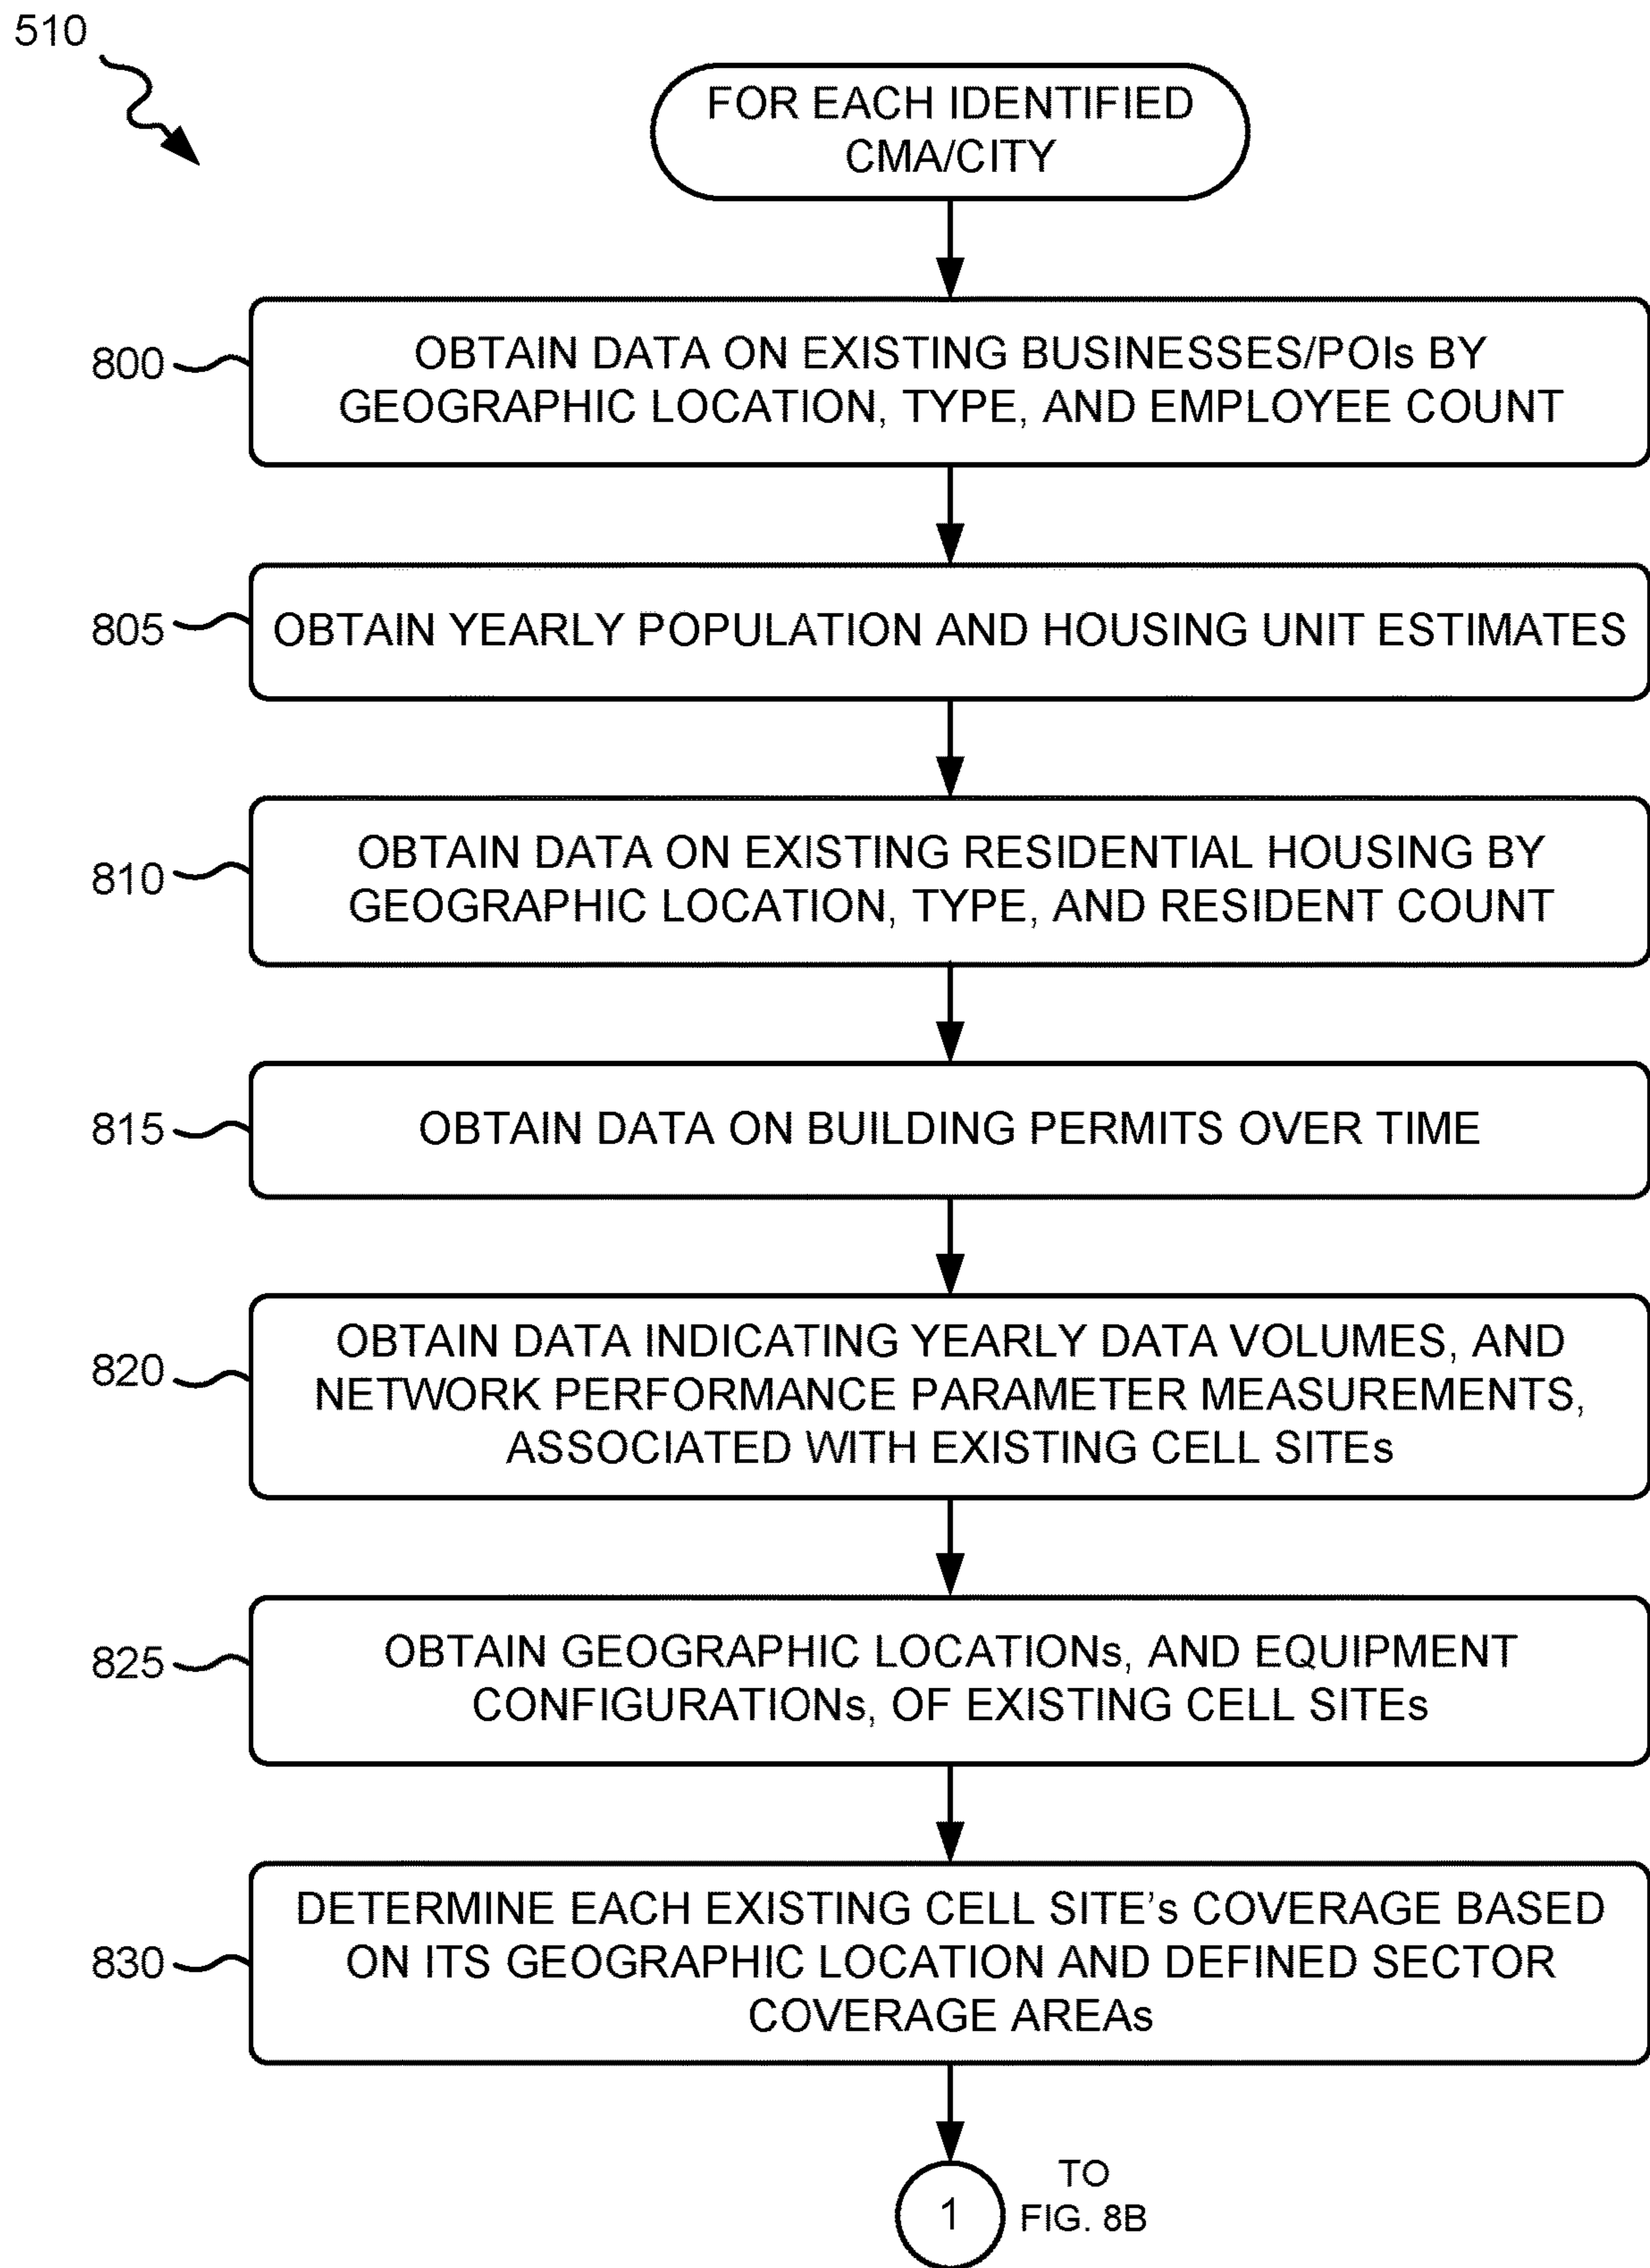 510
FOR EACH IDENTIFIED
CMA/CITY
800
OBTAIN DATA ON EXISTING BUSINESSES/POIs BY
GEOGRAPHIC LOCATION, TYPE, AND EMPLOYEE COUNT
805
OBTAIN YEARLY POPULATION AND HOUSING UNIT ESTIMATES
810
OBTAIN DATA ON EXISTING RESIDENTIAL HOUSING BY
GEOGRAPHIC LOCATION, TYPE, AND RESIDENT COUNT
815
OBTAIN DATA ON BUILDING PERMITS OVER TIME
820
OBTAIN DATA INDICATING YEARLY DATA VOLUMES, AND
NETWORK PERFORMANCE PARAMETER MEASUREMENTS,
ASSOCIATED WITH EXISTING CELL SITEs
825
OBTAIN GEOGRAPHIC LOCATIONs, AND EQUIPMENT
CONFIGURATIONs, OF EXISTING CELL SITEs
830
DETERMINE EACH EXISTING CELL SITE's COVERAGE BASED
ON ITS GEOGRAPHIC LOCATION AND DEFINED SECTOR
COVERAGE AREAs
1
TO
FIG. 8B